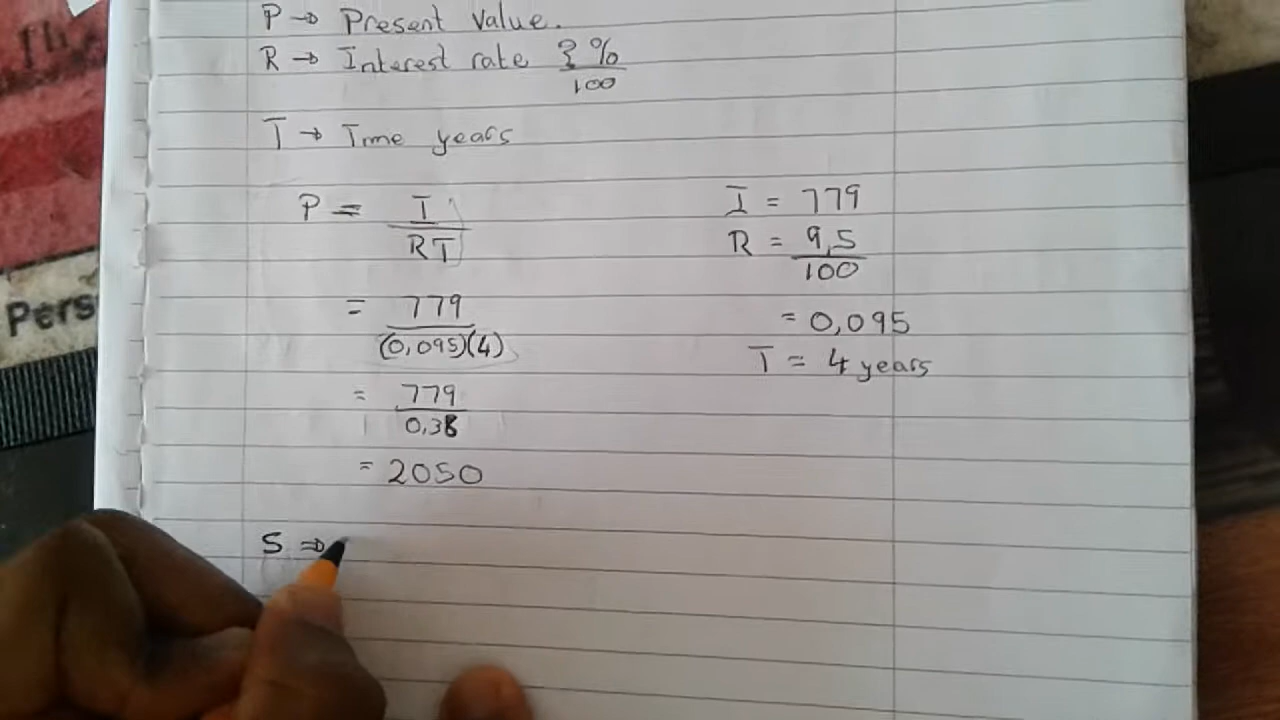 P → Present Value.
R → Interest rate ? %
100
T → Time years
P = I
RT
= 779
(0,095)(4)
= 779
0,38
= 2050
S ⇒
I = 779
R = 9,5
100
= 0,095
T = 4 years
Pers